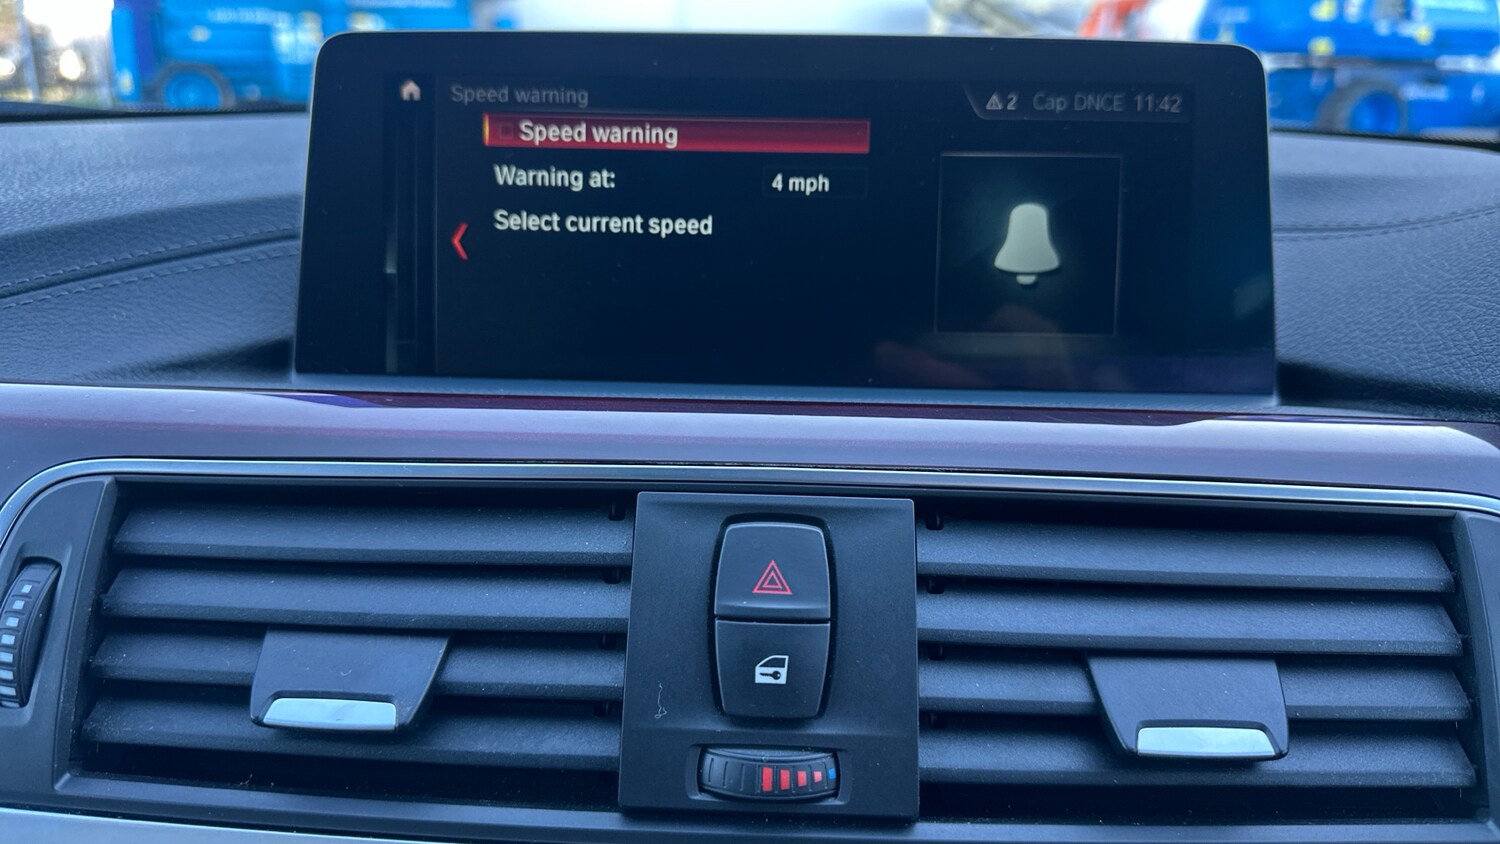 Speed warning
2 Cap DNCE 11:42
Speed warning
Warning at: 4 mph
Select current speed